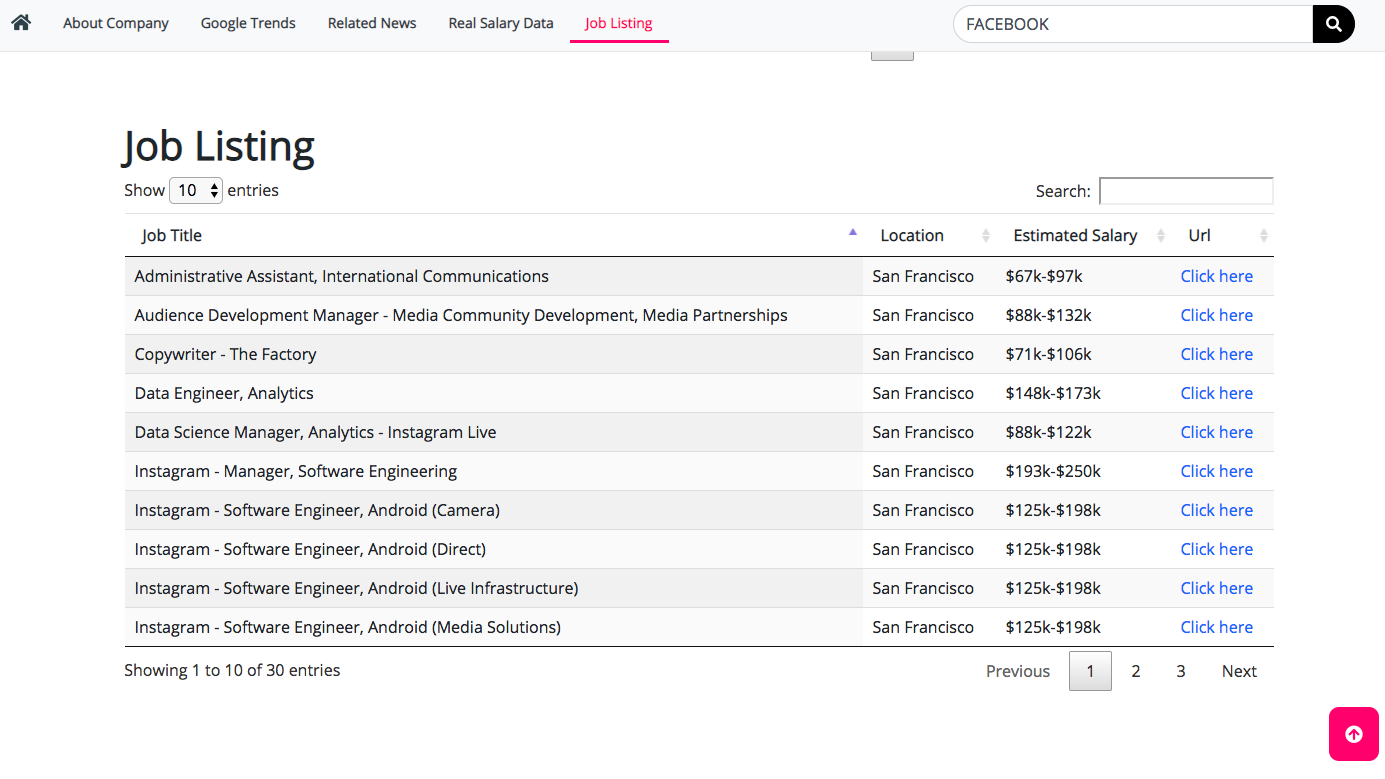 About Company Google Trends Related News Real Salary Data Job Listing FACEBOOK
Job Listing
Show 10 entries Search:
Job Title Location Estimated Salary Url
Administrative Assistant, International Communications San Francisco $67k-$97k Click here
Audience Development Manager - Media Community Development, Media Partnerships San Francisco $88k-$132k Click here
Copywriter - The Factory San Francisco $71k-$106k Click here
Data Engineer, Analytics San Francisco $148k-$173k Click here
Data Science Manager, Analytics - Instagram Live San Francisco $88k-$122k Click here
Instagram - Manager, Software Engineering San Francisco $193k-$250k Click here
Instagram - Software Engineer, Android (Camera) San Francisco $125k-$198k Click here
Instagram - Software Engineer, Android (Direct) San Francisco $125k-$198k Click here
Instagram - Software Engineer, Android (Live Infrastructure) San Francisco $125k-$198k Click here
Instagram - Software Engineer, Android (Media Solutions) San Francisco $125k-$198k Click here
Showing 1 to 10 of 30 entries Previous 1 2 3 Next